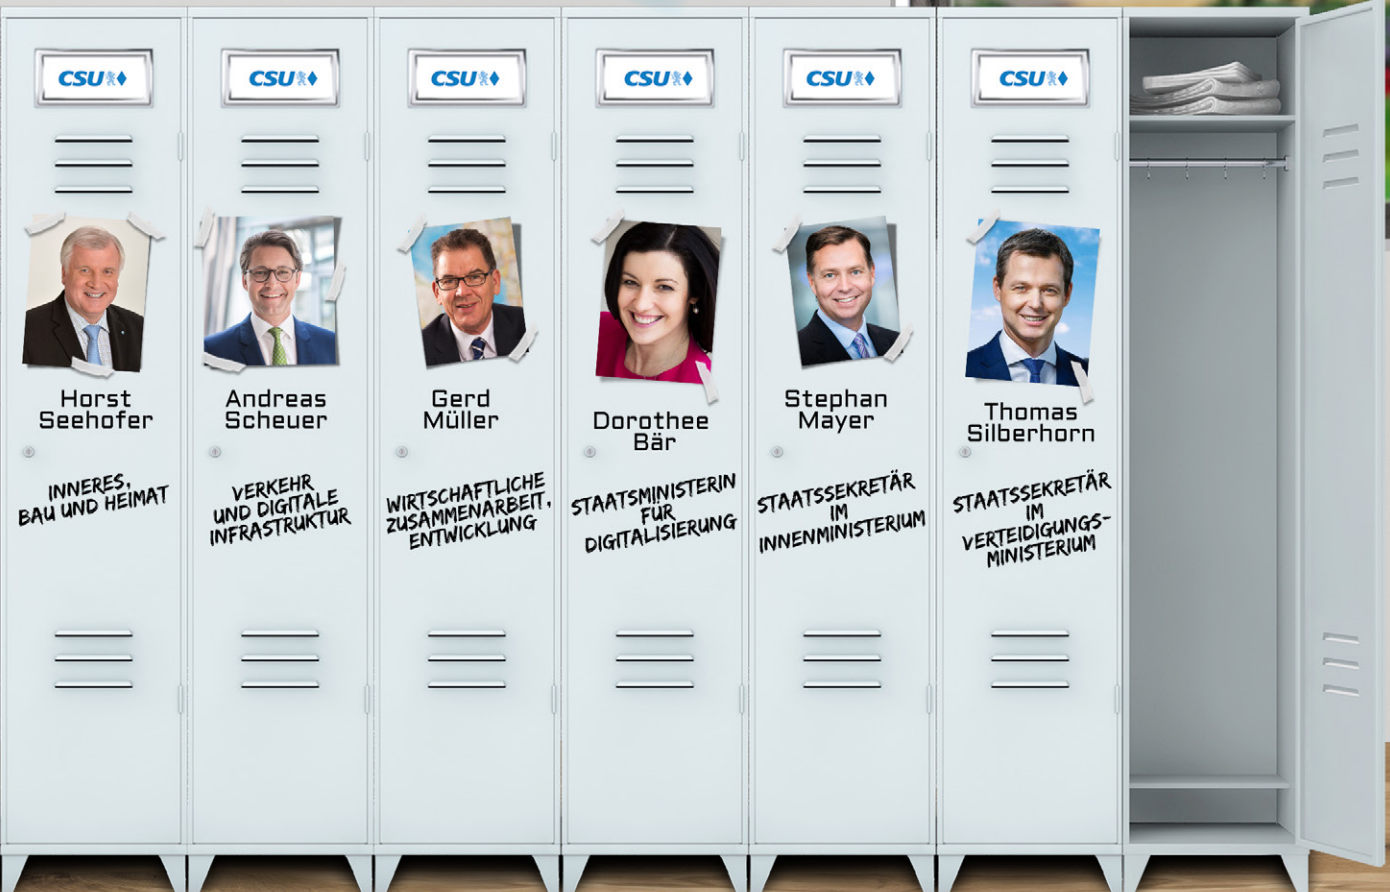 CSU
CSU
CSU
CSU
CSU
CSU
Horst
Seehofer
INNERES,
BAU UND HEIMAT
Andreas
Scheuer
VERKEHR
UND DIGITALE
INFRASTRUKTUR
Gerd
Müller
WIRTSCHAFTLICHE
ZUSAMMENARBEIT,
ENTWICKLUNG
Dorothee
Bär
STAATSMINISTERIN
FÜR
DIGITALISIERUNG
Stephan
Mayer
STAATSSEKRETÄR
IM
INNENMINISTERIUM
Thomas
Silberhorn
STAATSSEKRETÄR
IM
VERTEIDIGUNGS-
MINISTERIUM